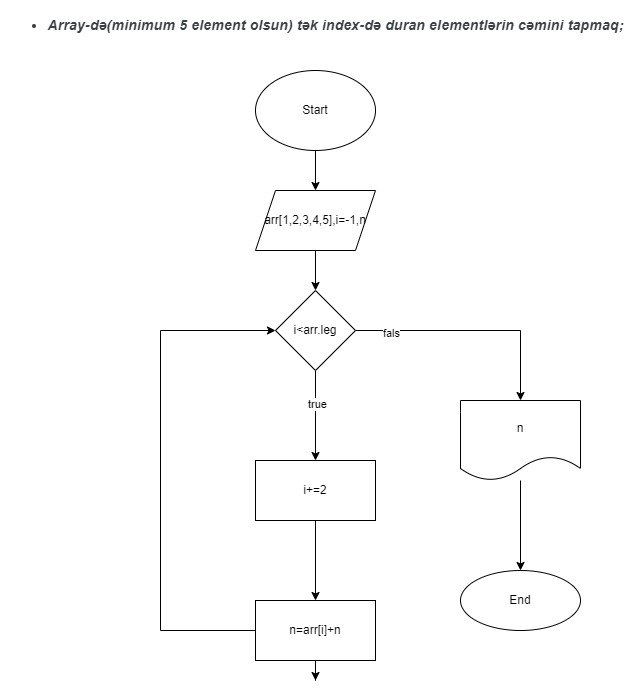 Array-də(minimum 5 element olsun) tək index-də duran elementlərin cəmini tapmaq;
Start
arr[1,2,3,4,5],i=-1,n
i<arr.leg
fals
true
n
i+=2
End
n=arr[i]+n